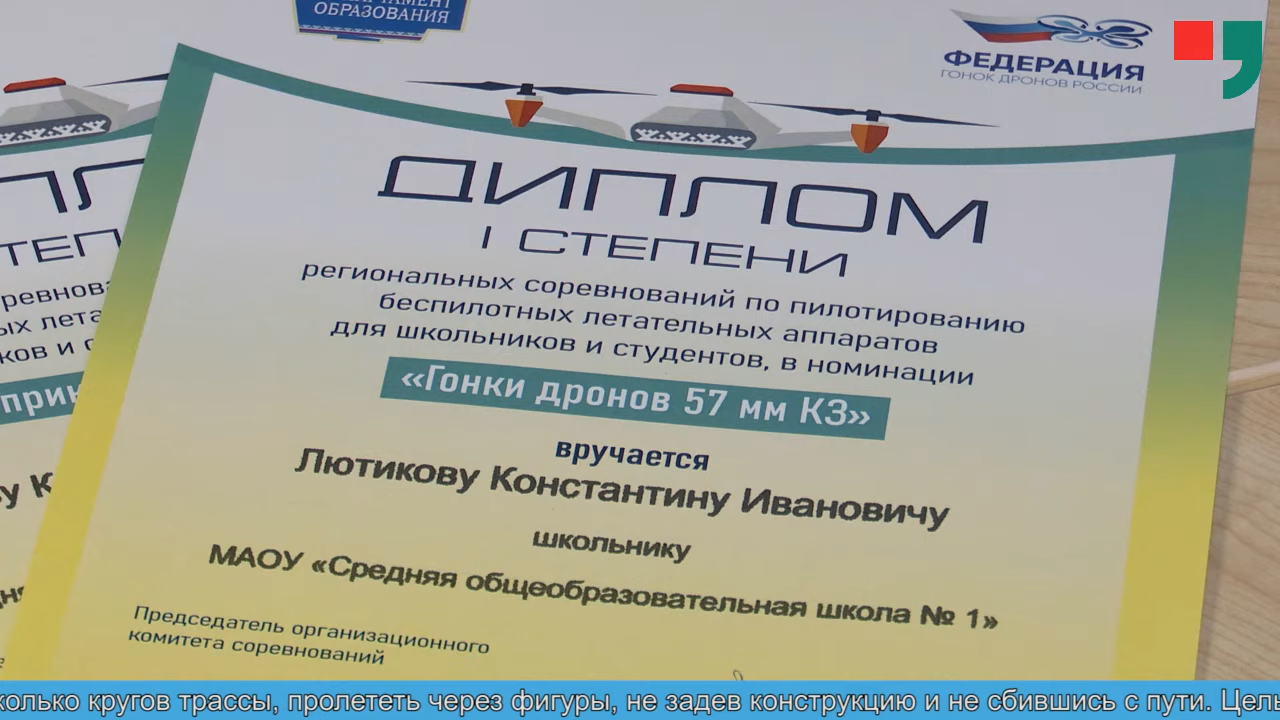 ОБРАЗОВАНИЯ
ФЕДЕРАЦИЯ
ГОНОК ДРОНОВ РОССИИ
ДИПЛОМ
I СТЕПЕНИ
региональных соревнований по пилотированию
беспилотных летательных аппаратов
для школьников и студентов, в номинации
«Гонки дронов 57 мм КЗ»
вручается
Лютикову Константину Ивановичу
школьнику
МАОУ «Средняя общеобразовательная школа № 1»
Председатель организационного
комитета соревнований
колько кругов трассы, пролететь через фигуры, не задев конструкцию и не сбившись с пути. Цель